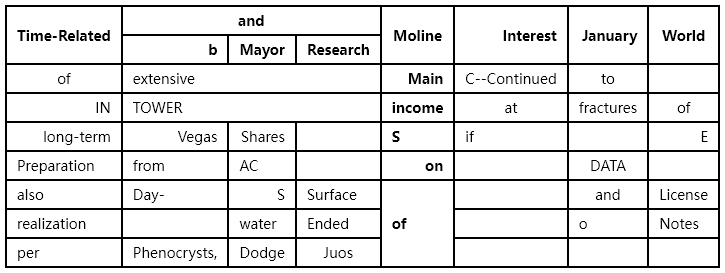 Time-Related and Moline Interest January World
b Mayor Research
of extensive Main C--Continued to
IN TOWER income at fractures of
long-term Vegas Shares S if E
Preparation from AC on DATA
also Day- S Surface and License
realization water Ended of o Notes
per Phenocrysts, Dodge Juos